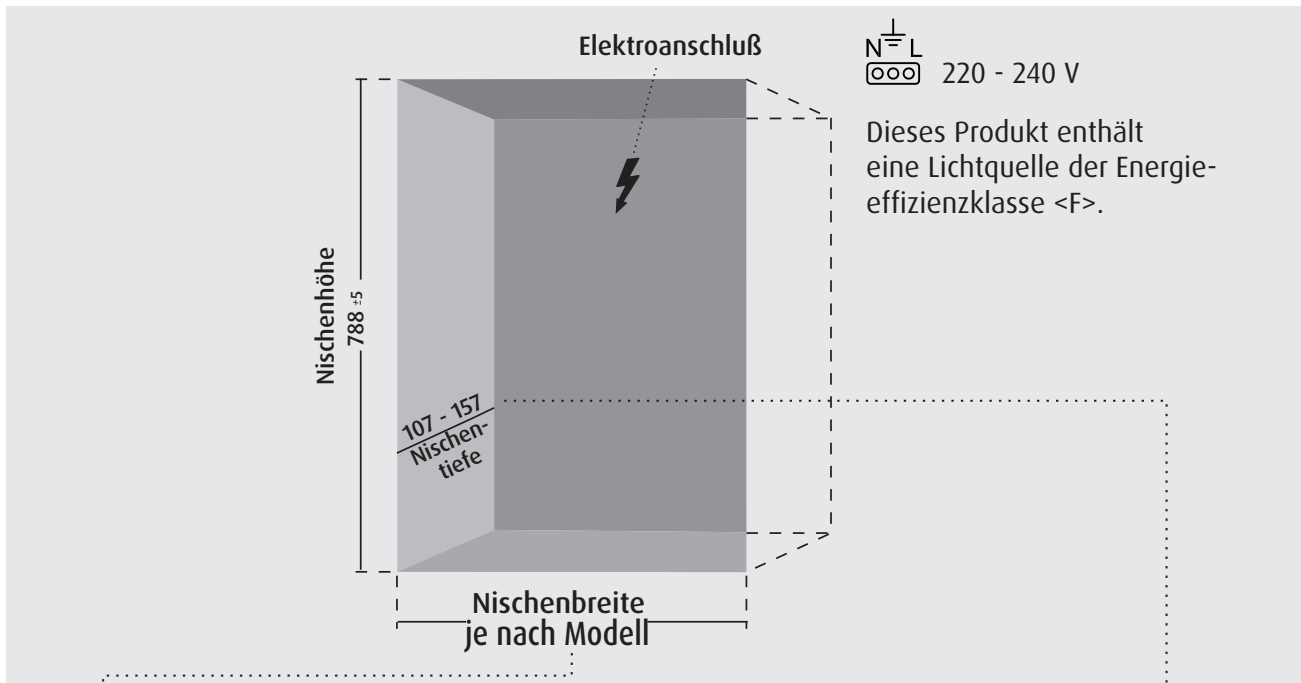 Elektroanschluß
N L
220 - 240 V
Dieses Produkt enthält
eine Lichtquelle der Energie-
effizienzklasse <F>.
Nischenhöhe
788 ±5
107 - 157
Nischen-
tiefe
Nischenbreite
je nach Modell